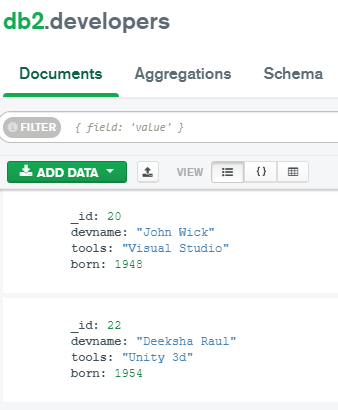 db2.developers
Documents Aggregations Schema
FILTER { field: 'value' }
ADD DATA VIEW { }
_id: 20
devname: "John Wick"
tools: "Visual Studio"
born: 1948
_id: 22
devname: "Deeksha Raul"
tools: "Unity 3d"
born: 1954